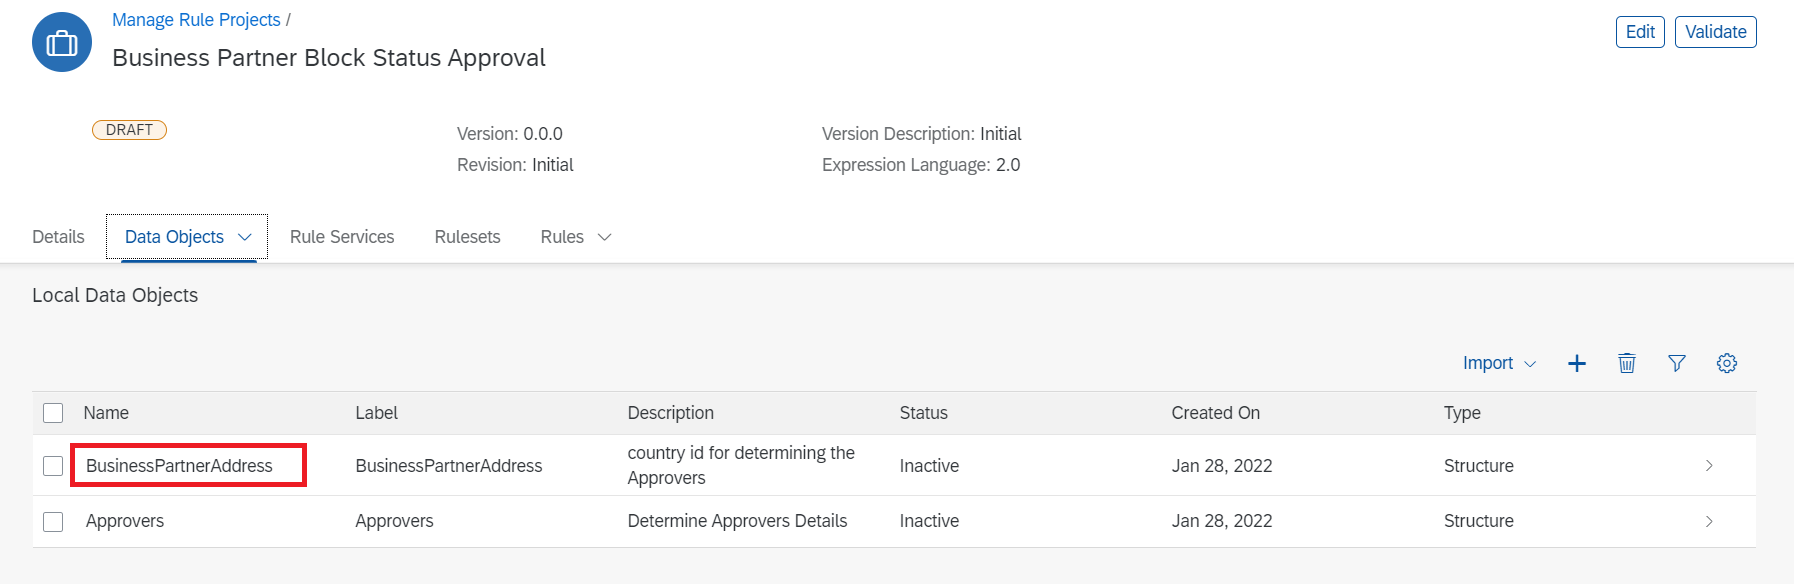 Manage Rule Projects /
Business Partner Block Status Approval
Edit
Validate
DRAFT
Version: 0.0.0
Version Description: Initial
Revision: Initial
Expression Language: 2.0
Details
Data Objects
Rule Services
Rulesets
Rules
Local Data Objects
Import
Name Label Description Status Created On Type
BusinessPartnerAddress BusinessPartnerAddress country id for determining the Inactive Jan 28, 2022 Structure
Approvers
Approvers Approvers Determine Approvers Details Inactive Jan 28, 2022 Structure